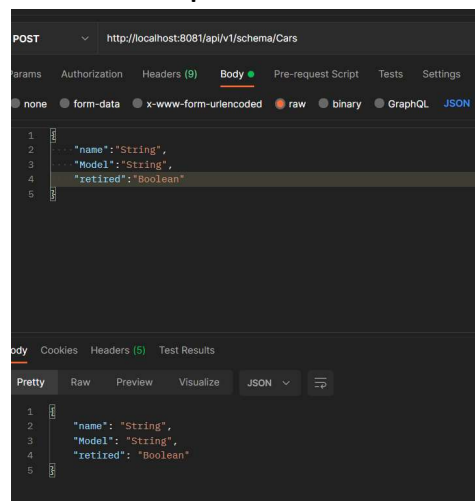 POST http://localhost:8081/api/v1/schema/Cars
Params Authorization Headers (9) Body Pre-request Script Tests Settings
none form-data x-www-form-urlencoded raw binary GraphQL JSON
1 {
2 "name":"String",
3 "Model":"String",
4 "retired":"Boolean"
5 }
ody Cookies Headers (5) Test Results
Pretty Raw Preview Visualize JSON
1 {
2 "name": "String",
3 "Model": "String",
4 "retired": "Boolean"
5 }